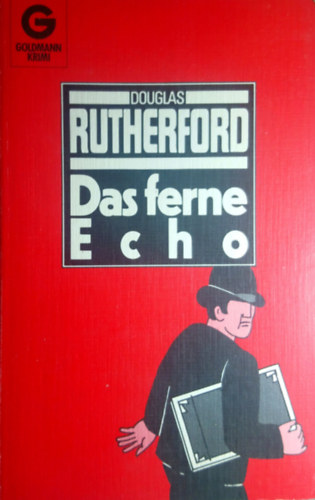 G
GOLDMANN
KRIMI
DOUGLAS
RUTHERFORD
Das ferne
Echo